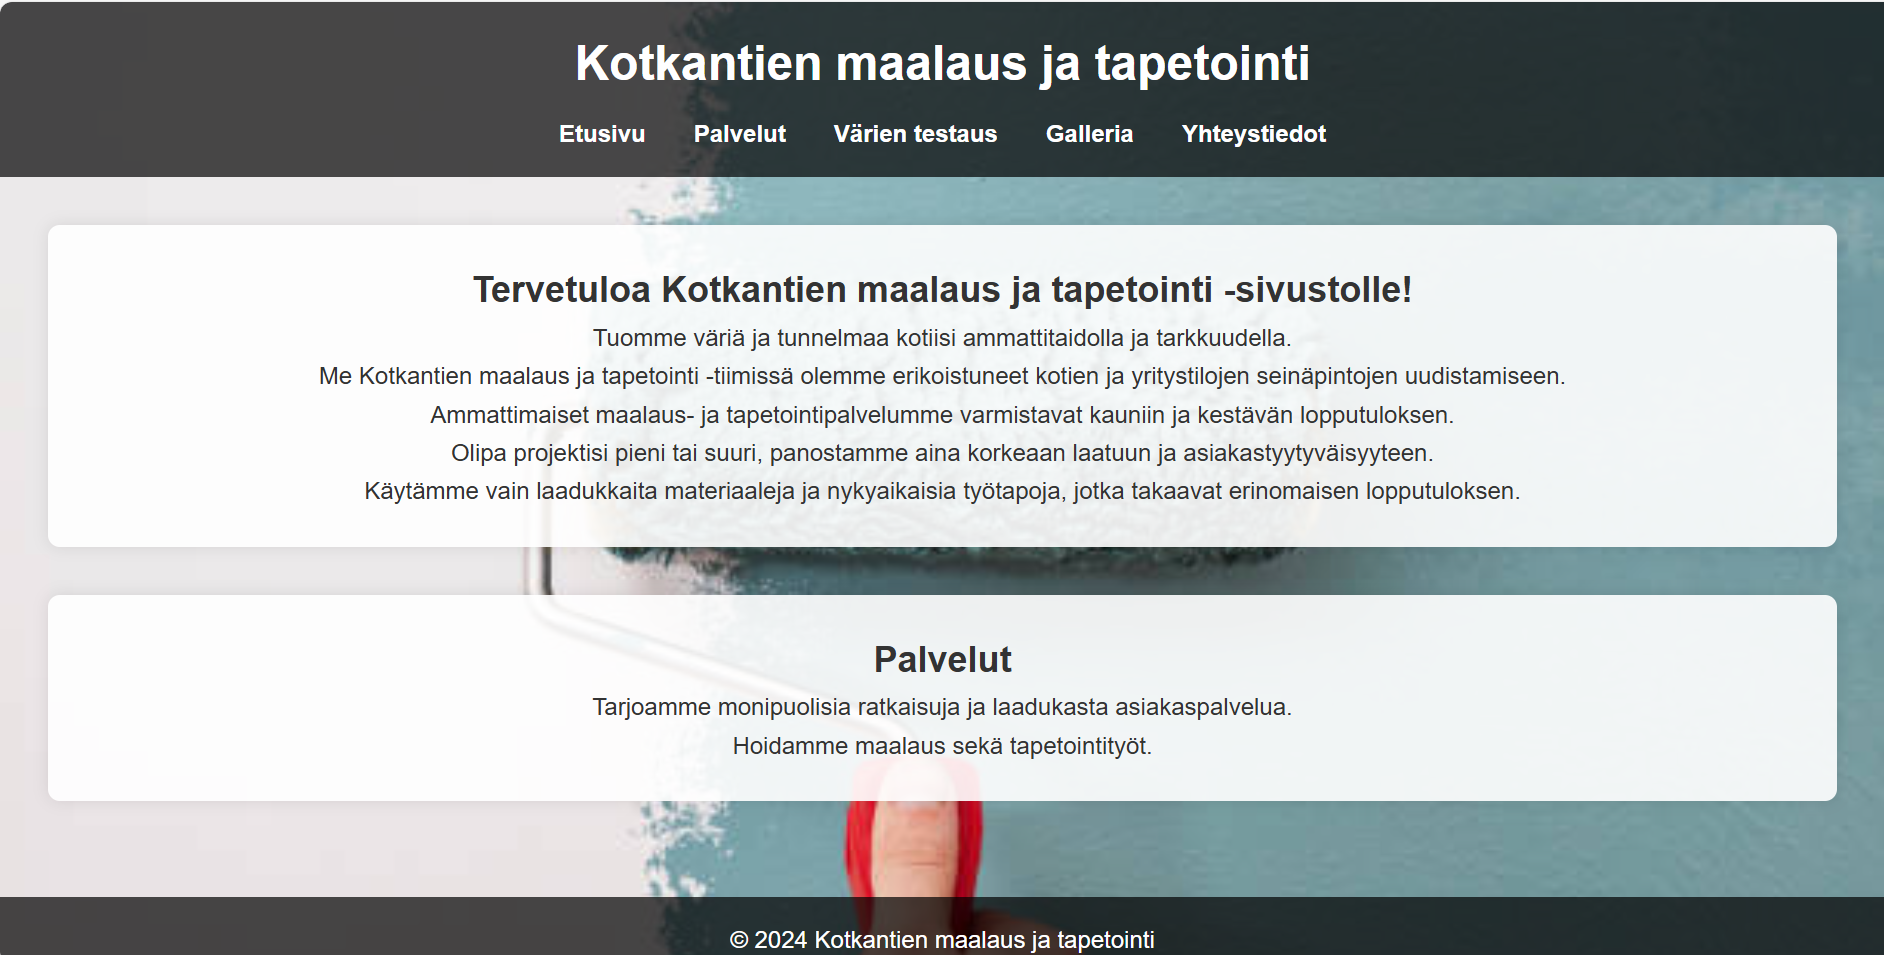 Kotkantien maalaus ja tapetointi
Etusivu Palvelut Värien testaus Galleria Yhteystiedot
Tervetuloa Kotkantien maalaus ja tapetointi -sivustolle!
Tuomme väriä ja tunnelmaa kotiisi ammattitaidolla ja tarkkuudella.
Me Kotkantien maalaus ja tapetointi -tiimissä olemme erikoistuneet kotien ja yritystilojen seinäpintojen uudistamiseen.
Ammattimaiset maalaus- ja tapetointipalvelumme varmistavat kauniin ja kestävän lopputuloksen.
Olipa projektisi pieni tai suuri, panostamme aina korkeaan laatuun ja asiakastyytyväisyyteen.
Käytämme vain laadukkaita materiaaleja ja nykyaikaisia työtapoja, jotka takaavat erinomaisen lopputuloksen.
Palvelut
Tarjoamme monipuolisia ratkaisuja ja laadukasta asiakaspalvelua.
Hoidamme maalaus sekä tapetointityöt.
© 2024 Kotkantien maalaus ja tapetointi